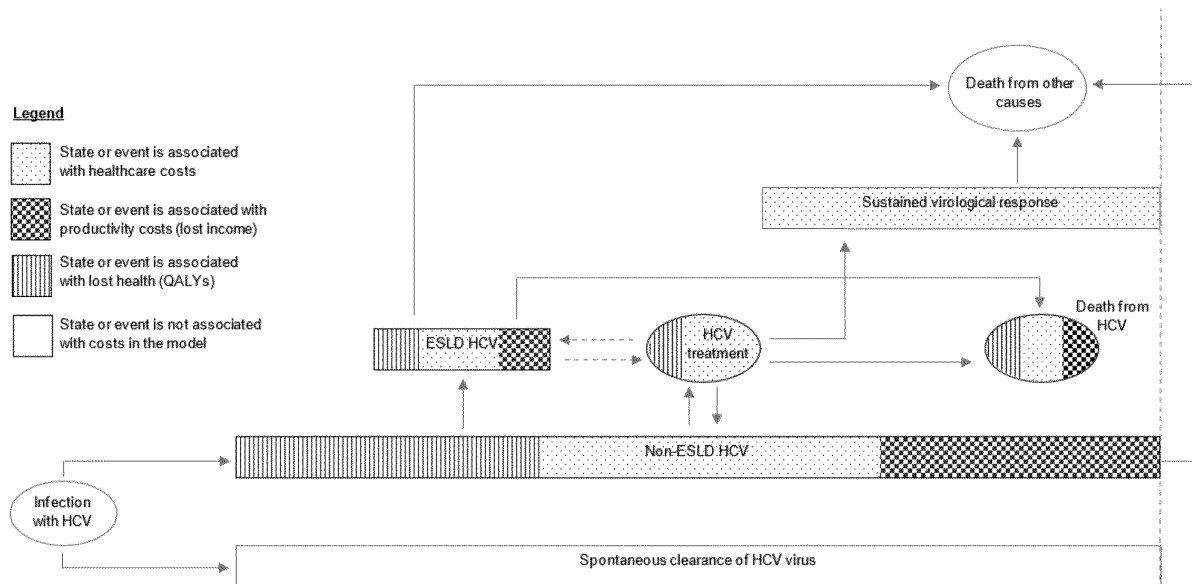 Legend
State or event is associated
with healthcare costs
State or event is associated with
productivity costs (lost income)
State or event is associated
with lost health (QALYs)
State or event is not associated
with costs in the model
Death from other
causes
Sustained virological response
ESLD HCV
HCV
treatment
Death from
HCV
Non-ESLD HCV
Infection
with HCV
Spontaneous clearance of HCV virus